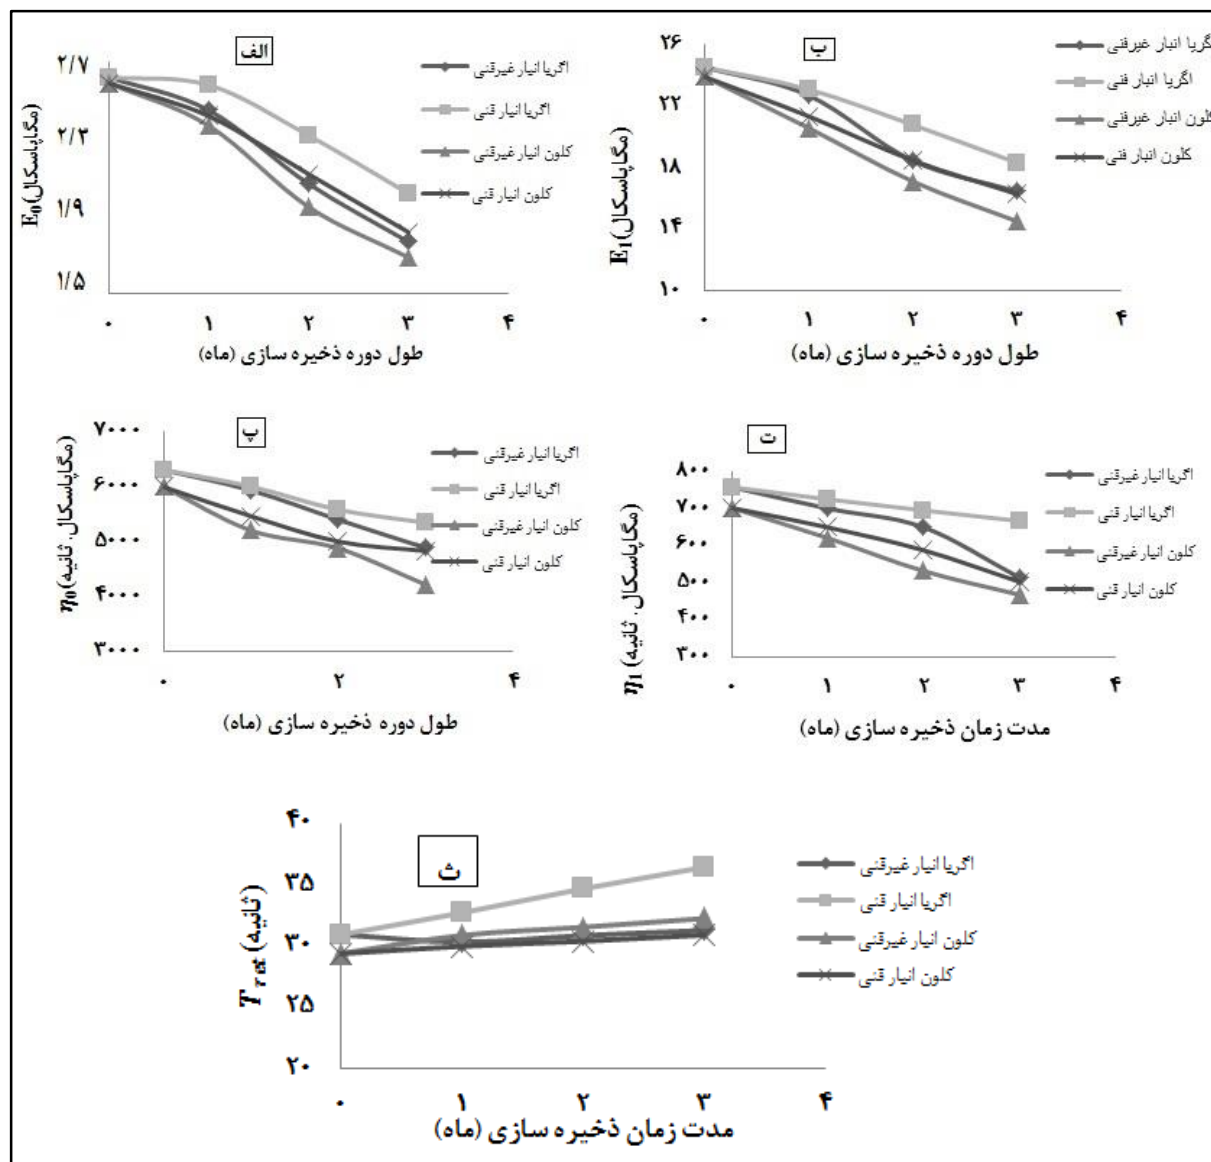 الف
۲/۷
۲/۳
۱/۹
۱/۵
E₀(مگاپاسکال)
۰ ۱ ۲ ۳ ۴
طول دوره ذخیره سازی (ماه)
اگریا انبار غیرفنی
اگریا انبار فنی
کلون انبار غیرفنی
کلون انبار فنی
ب
۲۶
۲۲
۱۸
۱۴
۱۰
E₁(مگاپاسکال)
۰ ۱ ۲ ۳ ۴
طول دوره ذخیره سازی (ماه)
اگریا انبار غیرفنی
اگریا انبار فنی
کلون انبار غیرفنی
کلون انبار فنی
پ
۷۰۰۰
۶۰۰۰
۵۰۰۰
۴۰۰۰
۳۰۰۰
η₀(مگاپاسکال. ثانیه)
۰ ۲ ۴
طول دوره ذخیره سازی (ماه)
اگریا انبار غیرفنی
اگریا انبار فنی
کلون انبار غیرفنی
کلون انبار فنی
ت
۸۰۰
۷۰۰
۶۰۰
۵۰۰
۴۰۰
۳۰۰
η₁(مگاپاسکال. ثانیه)
۰ ۱ ۲ ۳ ۴
مدت زمان ذخیره سازی (ماه)
اگریا انبار غیرفنی
اگریا انبار فنی
کلون انبار غیرفنی
کلون انبار فنی
ث
۴۰
۳۵
۳۰
۲۵
۲۰
T_ret (ثانیه)
۰ ۱ ۲ ۳ ۴
مدت زمان ذخیره سازی (ماه)
اگریا انبار غیرفنی
اگریا انبار فنی
کلون انبار غیرفنی
کلون انبار فنی